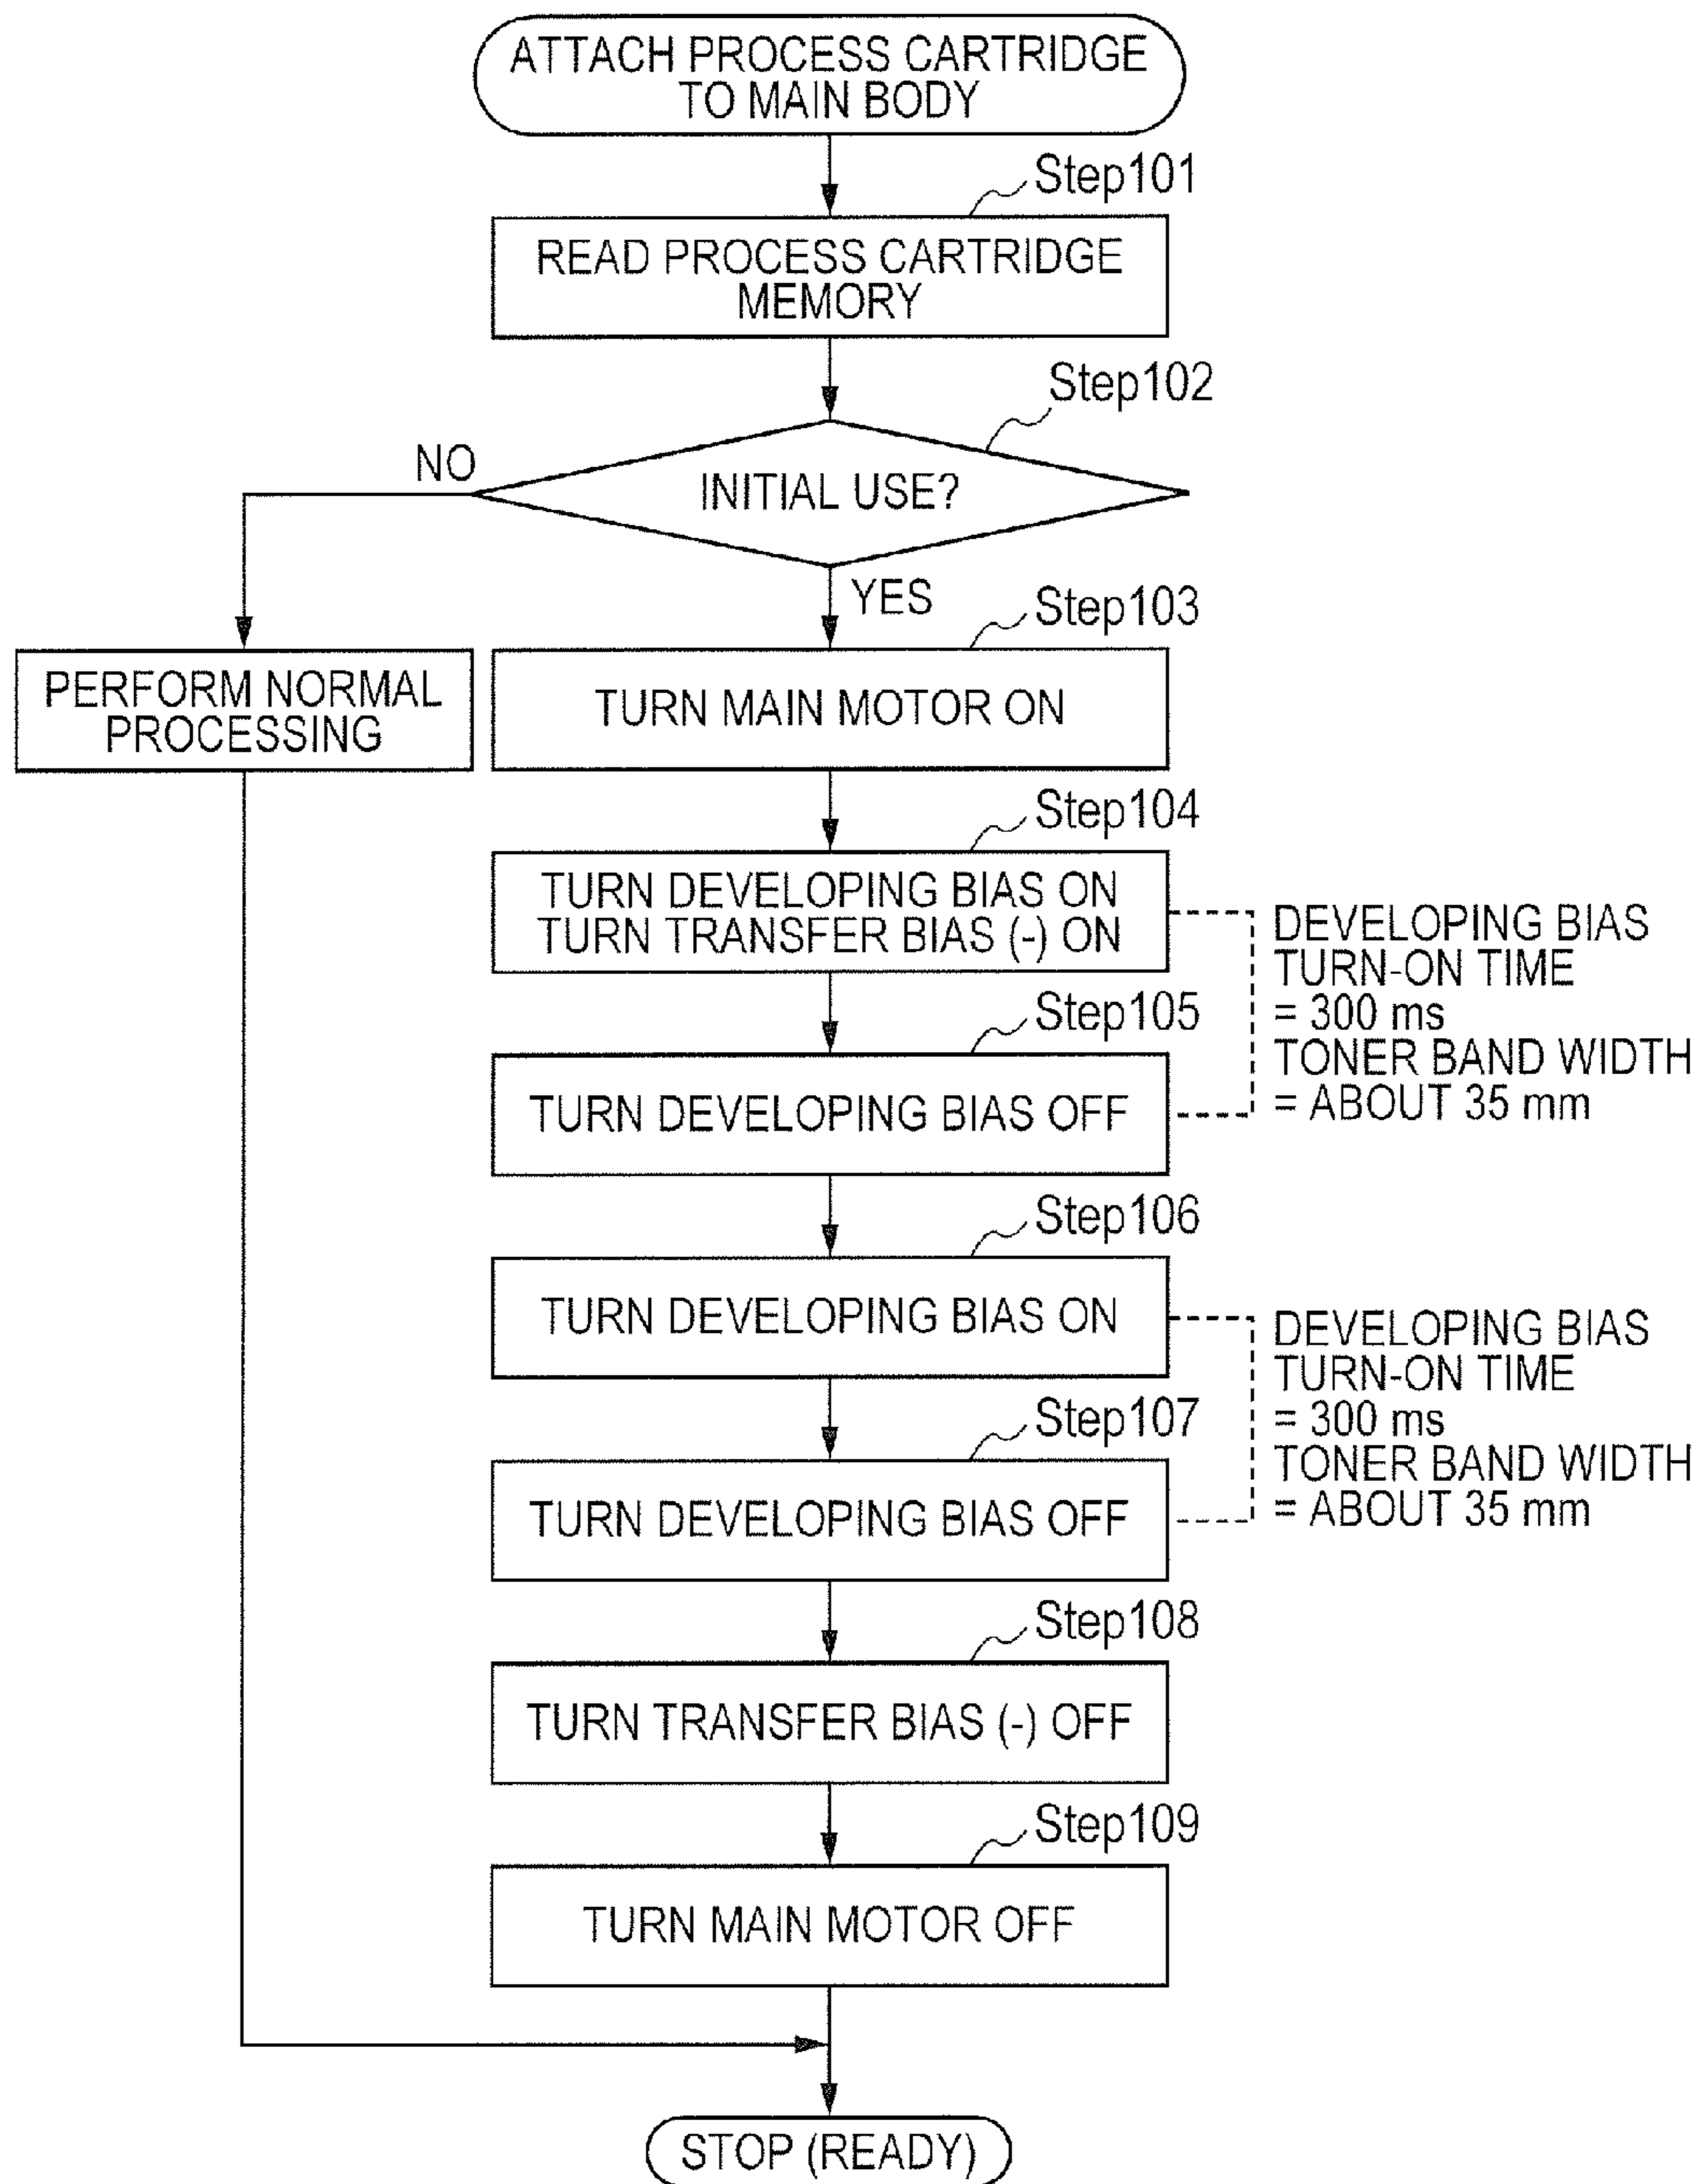 ATTACH PROCESS CARTRIDGE
TO MAIN BODY
Step101
READ PROCESS CARTRIDGE
MEMORY
Step102
NO
INITIAL USE?
YES
Step103
PERFORM NORMAL
PROCESSING
TURN MAIN MOTOR ON
Step104
TURN DEVELOPING BIAS ON
TURN TRANSFER BIAS (-) ON
DEVELOPING BIAS
TURN-ON TIME
= 300 ms
TONER BAND WIDTH
= ABOUT 35 mm
Step105
TURN DEVELOPING BIAS OFF
Step106
TURN DEVELOPING BIAS ON
DEVELOPING BIAS
TURN-ON TIME
= 300 ms
TONER BAND WIDTH
= ABOUT 35 mm
Step107
TURN DEVELOPING BIAS OFF
Step108
TURN TRANSFER BIAS (-) OFF
Step109
TURN MAIN MOTOR OFF
STOP (READY)